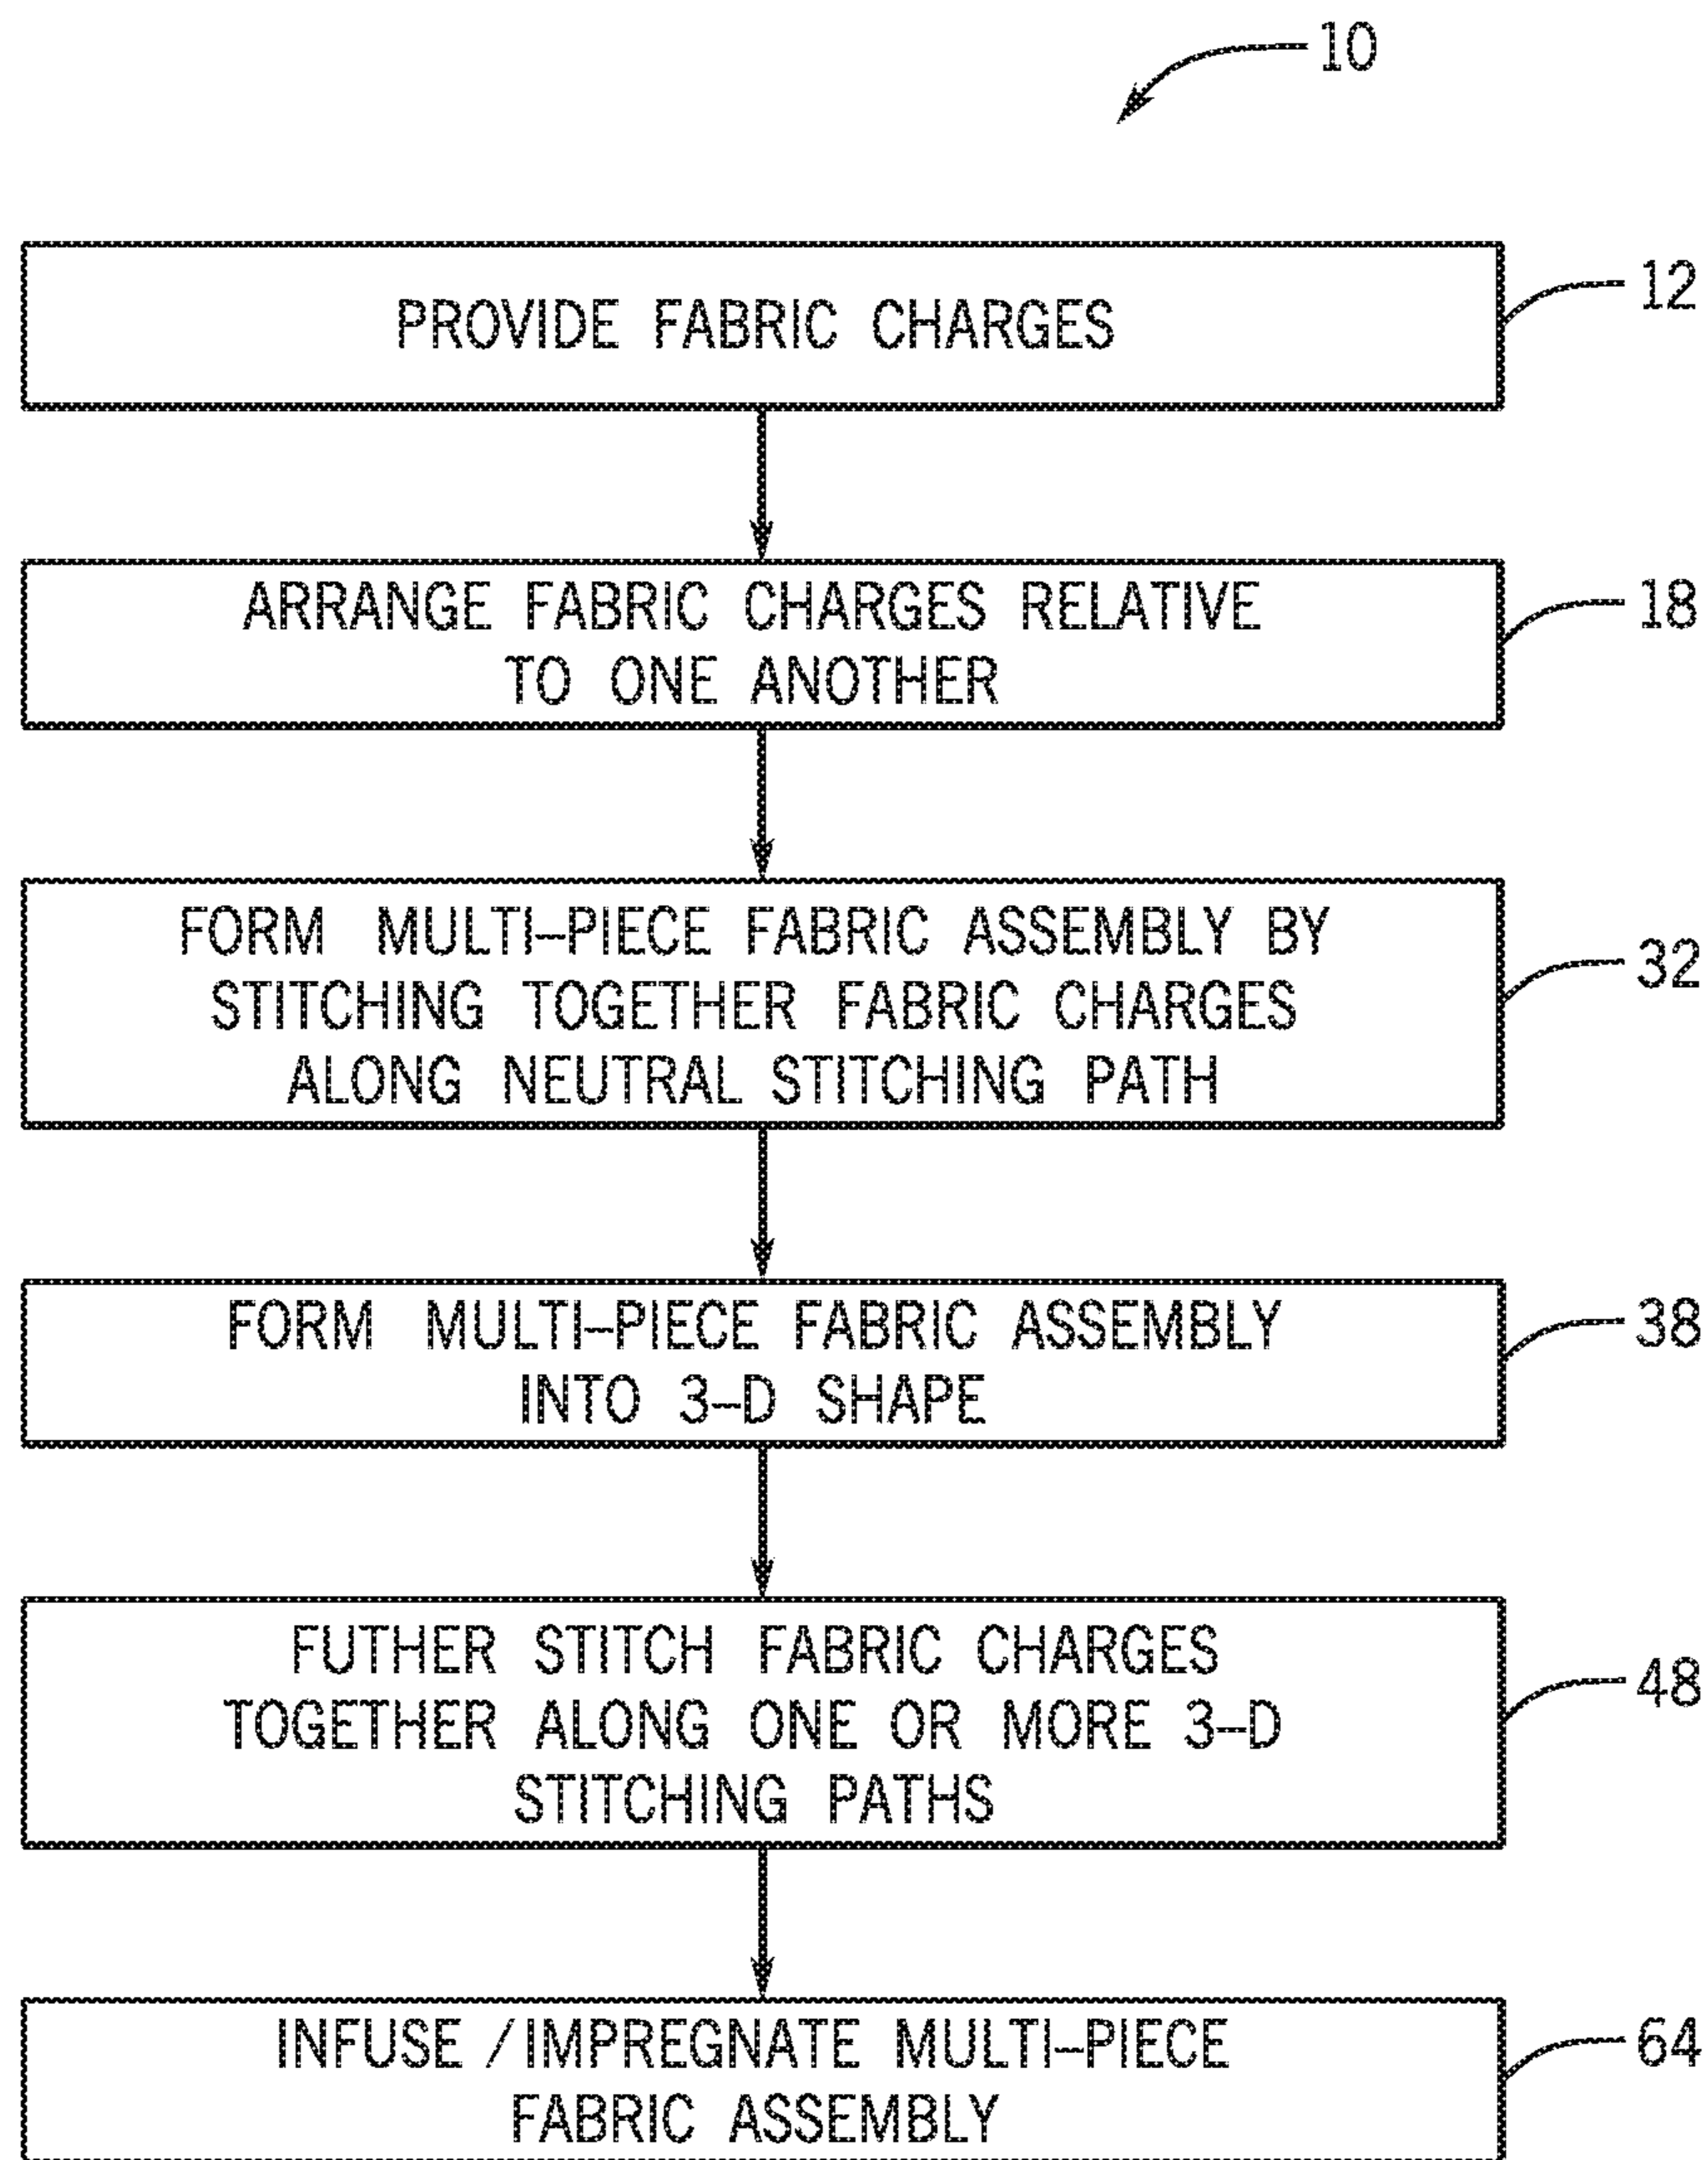 10
PROVIDE FABRIC CHARGES
12
ARRANGE FABRIC CHARGES RELATIVE
TO ONE ANOTHER
18
FORM MULTI-PIECE FABRIC ASSEMBLY BY
STITCHING TOGETHER FABRIC CHARGES
ALONG NEUTRAL STITCHING PATH
32
FORM MULTI-PIECE FABRIC ASSEMBLY
INTO 3-D SHAPE
38
FUTHER STITCH FABRIC CHARGES
TOGETHER ALONG ONE OR MORE 3-D
STITCHING PATHS
48
INFUSE / IMPREGNATE MULTI-PIECE
FABRIC ASSEMBLY
64